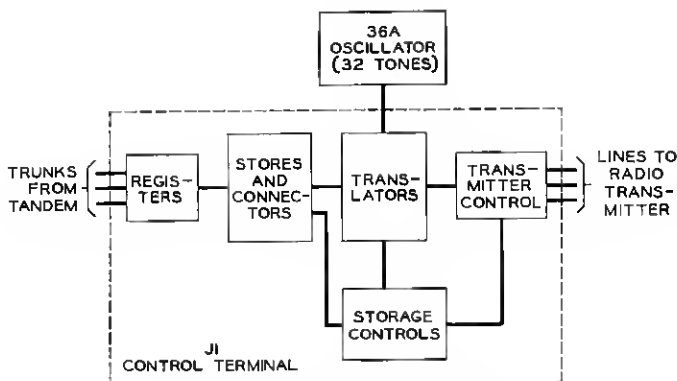 36A
OSCILLATOR
(32 TONES)
TRUNKS
FROM
TANDEM
REGIS-
TERS
STORES
AND
CONNEC-
TORS
TRANS-
LATORS
TRANS-
MITTER
CONTROL
LINES TO
RADIO
TRANS-
MITTER
STORAGE
CONTROLS
J1
CONTROL TERMINAL